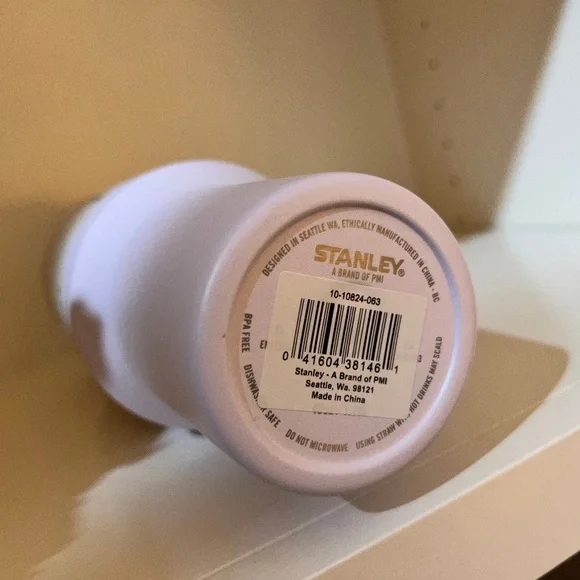 DESIGNED IN SEATTLE WA, ETHICALLY MANUFACTURED IN CHINA - BC
STANLEY®
A BRAND OF PMI
10-10824-063
0 41604 38146 1
Stanley - A Brand of PMI
Seattle, Wa. 98121
Made in China
BPA FREE
SAFE
DO NOT MICROWAVE
USING STRAW
HOT DRINKS MAY SCALD